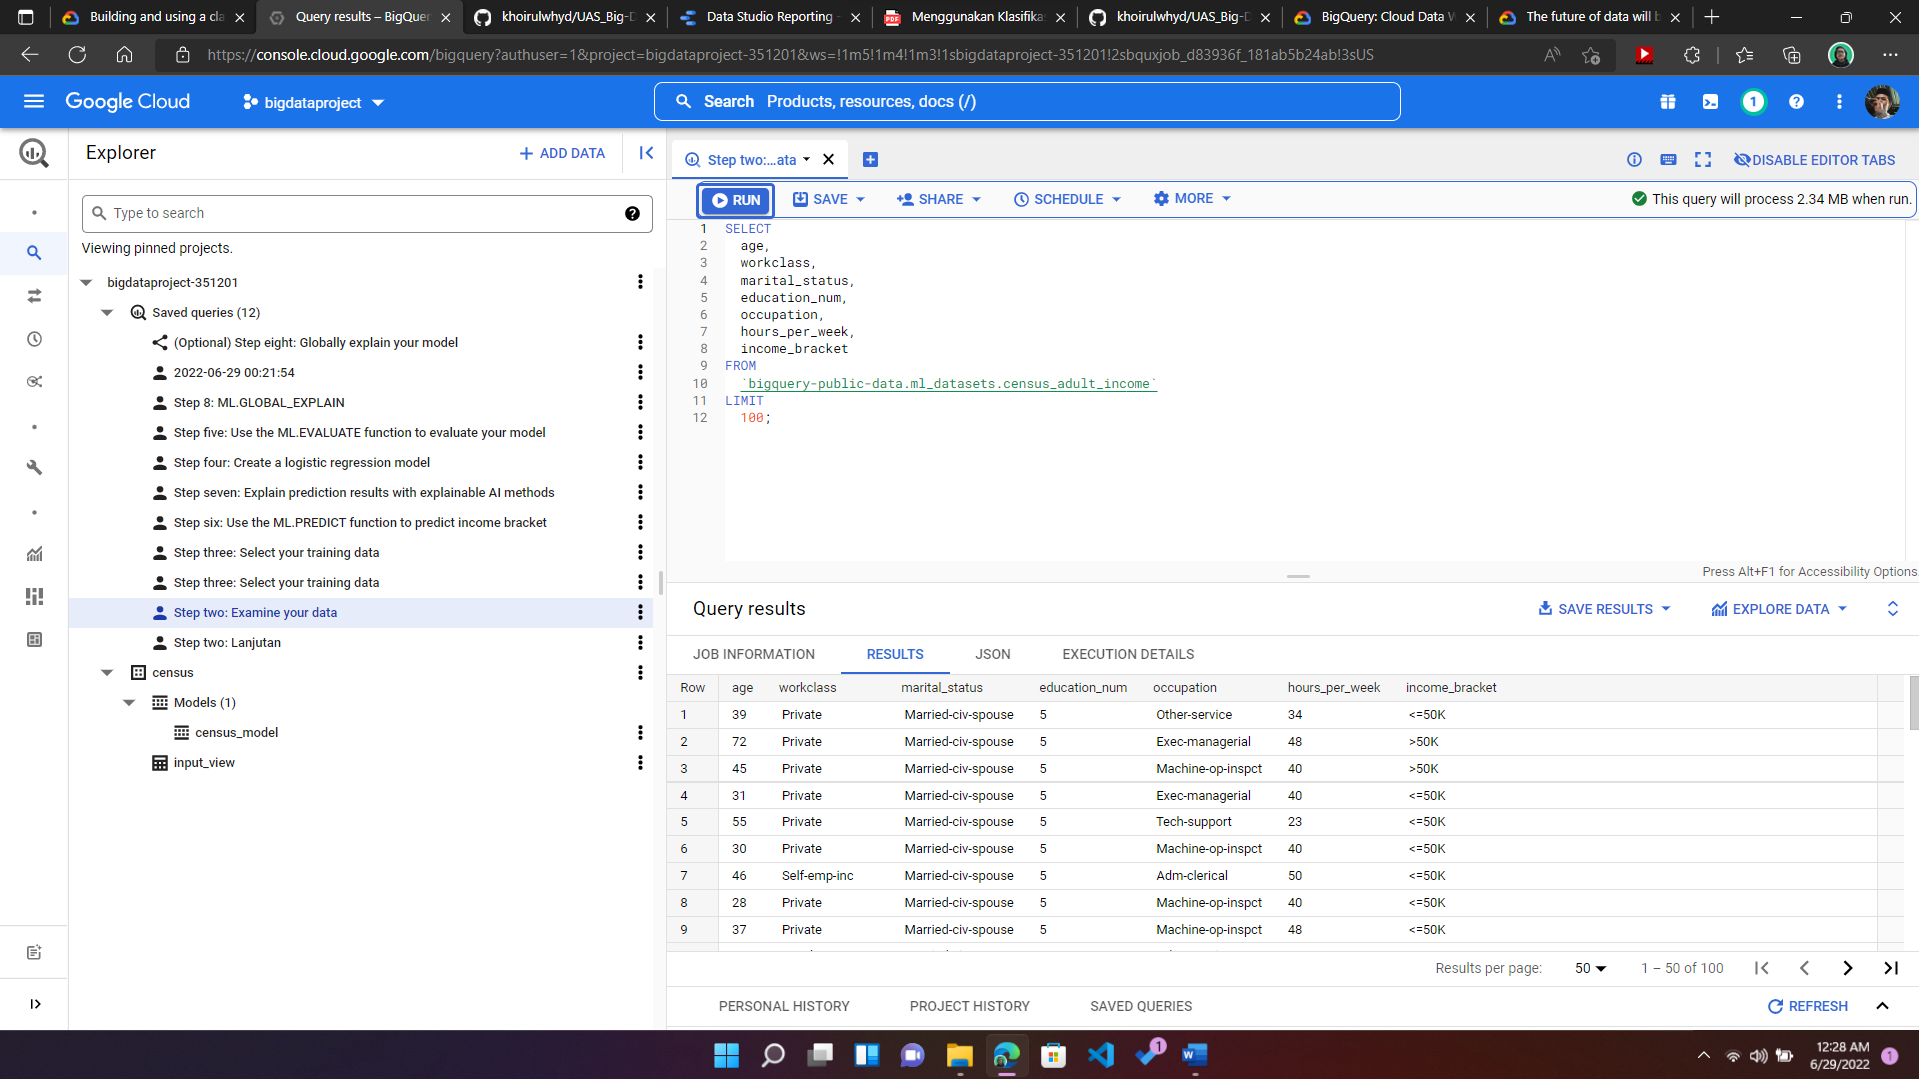 Building and using a cla
Query results – BigQuer
khoirulwhyd/UAS_Big-D
Data Studio Reporting
Menggunakan Klasifika
khoirulwhyd/UAS_Big-D
BigQuery: Cloud Data W
The future of data will b
https://console.cloud.google.com/bigquery?authuser=1&project=bigdataproject-351201&ws=!1m5!1m4!1m3!1sbigdataproject-351201!2sbquxjob_d83936f_181ab5b24ab!3sUS
Google Cloud
bigdataproject
Search Products, resources, docs (/)
1
Explorer
+ ADD DATA
Step two:...ata
DISABLE EDITOR TABS
Type to search
Viewing pinned projects.
bigdataproject-351201
Saved queries (12)
(Optional) Step eight: Globally explain your model
2022-06-29 00:21:54
Step 8: ML.GLOBAL_EXPLAIN
Step five: Use the ML.EVALUATE function to evaluate your model
Step four: Create a logistic regression model
Step seven: Explain prediction results with explainable AI methods
Step six: Use the ML.PREDICT function to predict income bracket
Step three: Select your training data
Step three: Select your training data
Step two: Examine your data
Step two: Lanjutan
census
Models (1)
census_model
input_view
RUN SAVE SHARE SCHEDULE MORE
This query will process 2.34 MB when run.
1 SELECT
2 age,
3 workclass,
4 marital_status,
5 education_num,
6 occupation,
7 hours_per_week,
8 income_bracket
9 FROM
10 `bigquery-public-data.ml_datasets.census_adult_income`
11 LIMIT
12 100;
Press Alt+F1 for Accessibility Options.
Query results
SAVE RESULTS
EXPLORE DATA
JOB INFORMATION RESULTS JSON EXECUTION DETAILS
Row age workclass marital_status education_num occupation hours_per_week income_bracket
1 39 Private Married-civ-spouse 5 Other-service 34 <=50K
2 72 Private Married-civ-spouse 5 Exec-managerial 48 >50K
3 45 Private Married-civ-spouse 5 Machine-op-inspct 40 >50K
4 31 Private Married-civ-spouse 5 Exec-managerial 40 <=50K
5 55 Private Married-civ-spouse 5 Tech-support 23 <=50K
6 30 Private Married-civ-spouse 5 Machine-op-inspct 40 <=50K
7 46 Self-emp-inc Married-civ-spouse 5 Adm-clerical 50 <=50K
8 28 Private Married-civ-spouse 5 Machine-op-inspct 40 <=50K
9 37 Private Married-civ-spouse 5 Machine-op-inspct 48 <=50K
Results per page: 50 1 – 50 of 100
PERSONAL HISTORY PROJECT HISTORY SAVED QUERIES
REFRESH
1
12:28 AM
6/29/2022
1